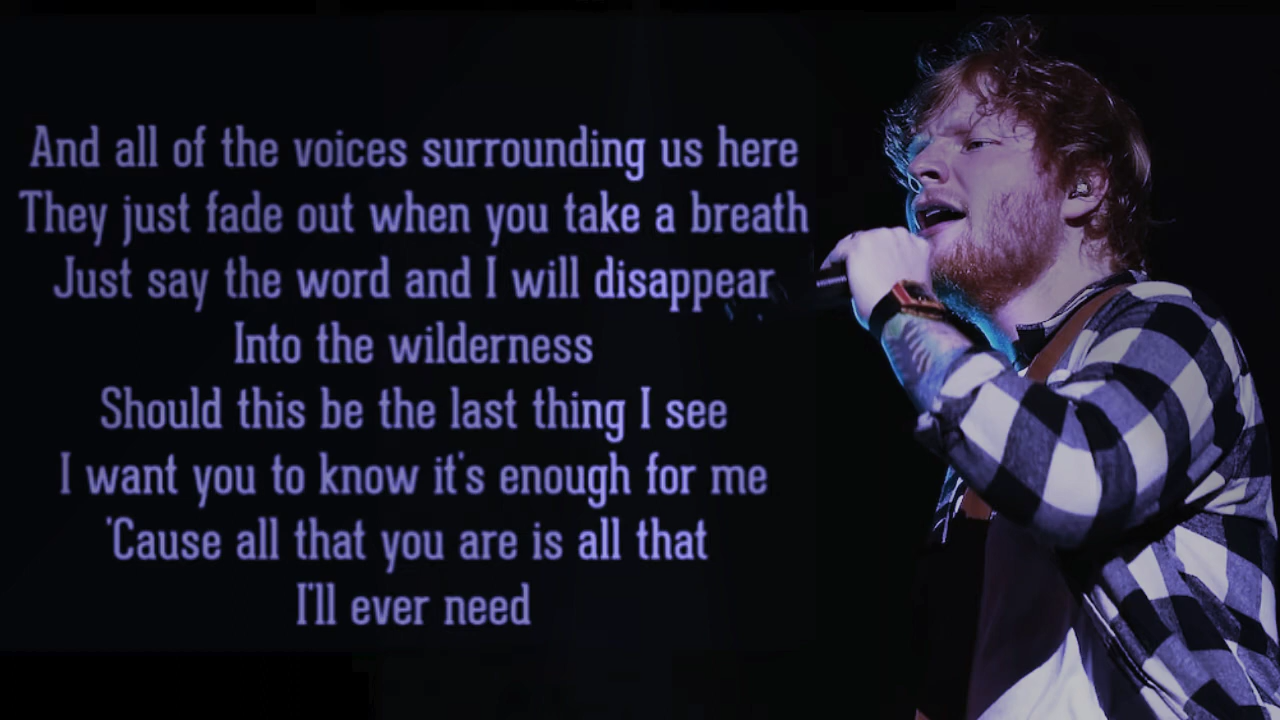 And all of the voices surrounding us here
They just fade out when you take a breath
Just say the word and I will disappear
Into the wilderness
Should this be the last thing I see
I want you to know it's enough for me
'Cause all that you are is all that
I'll ever need